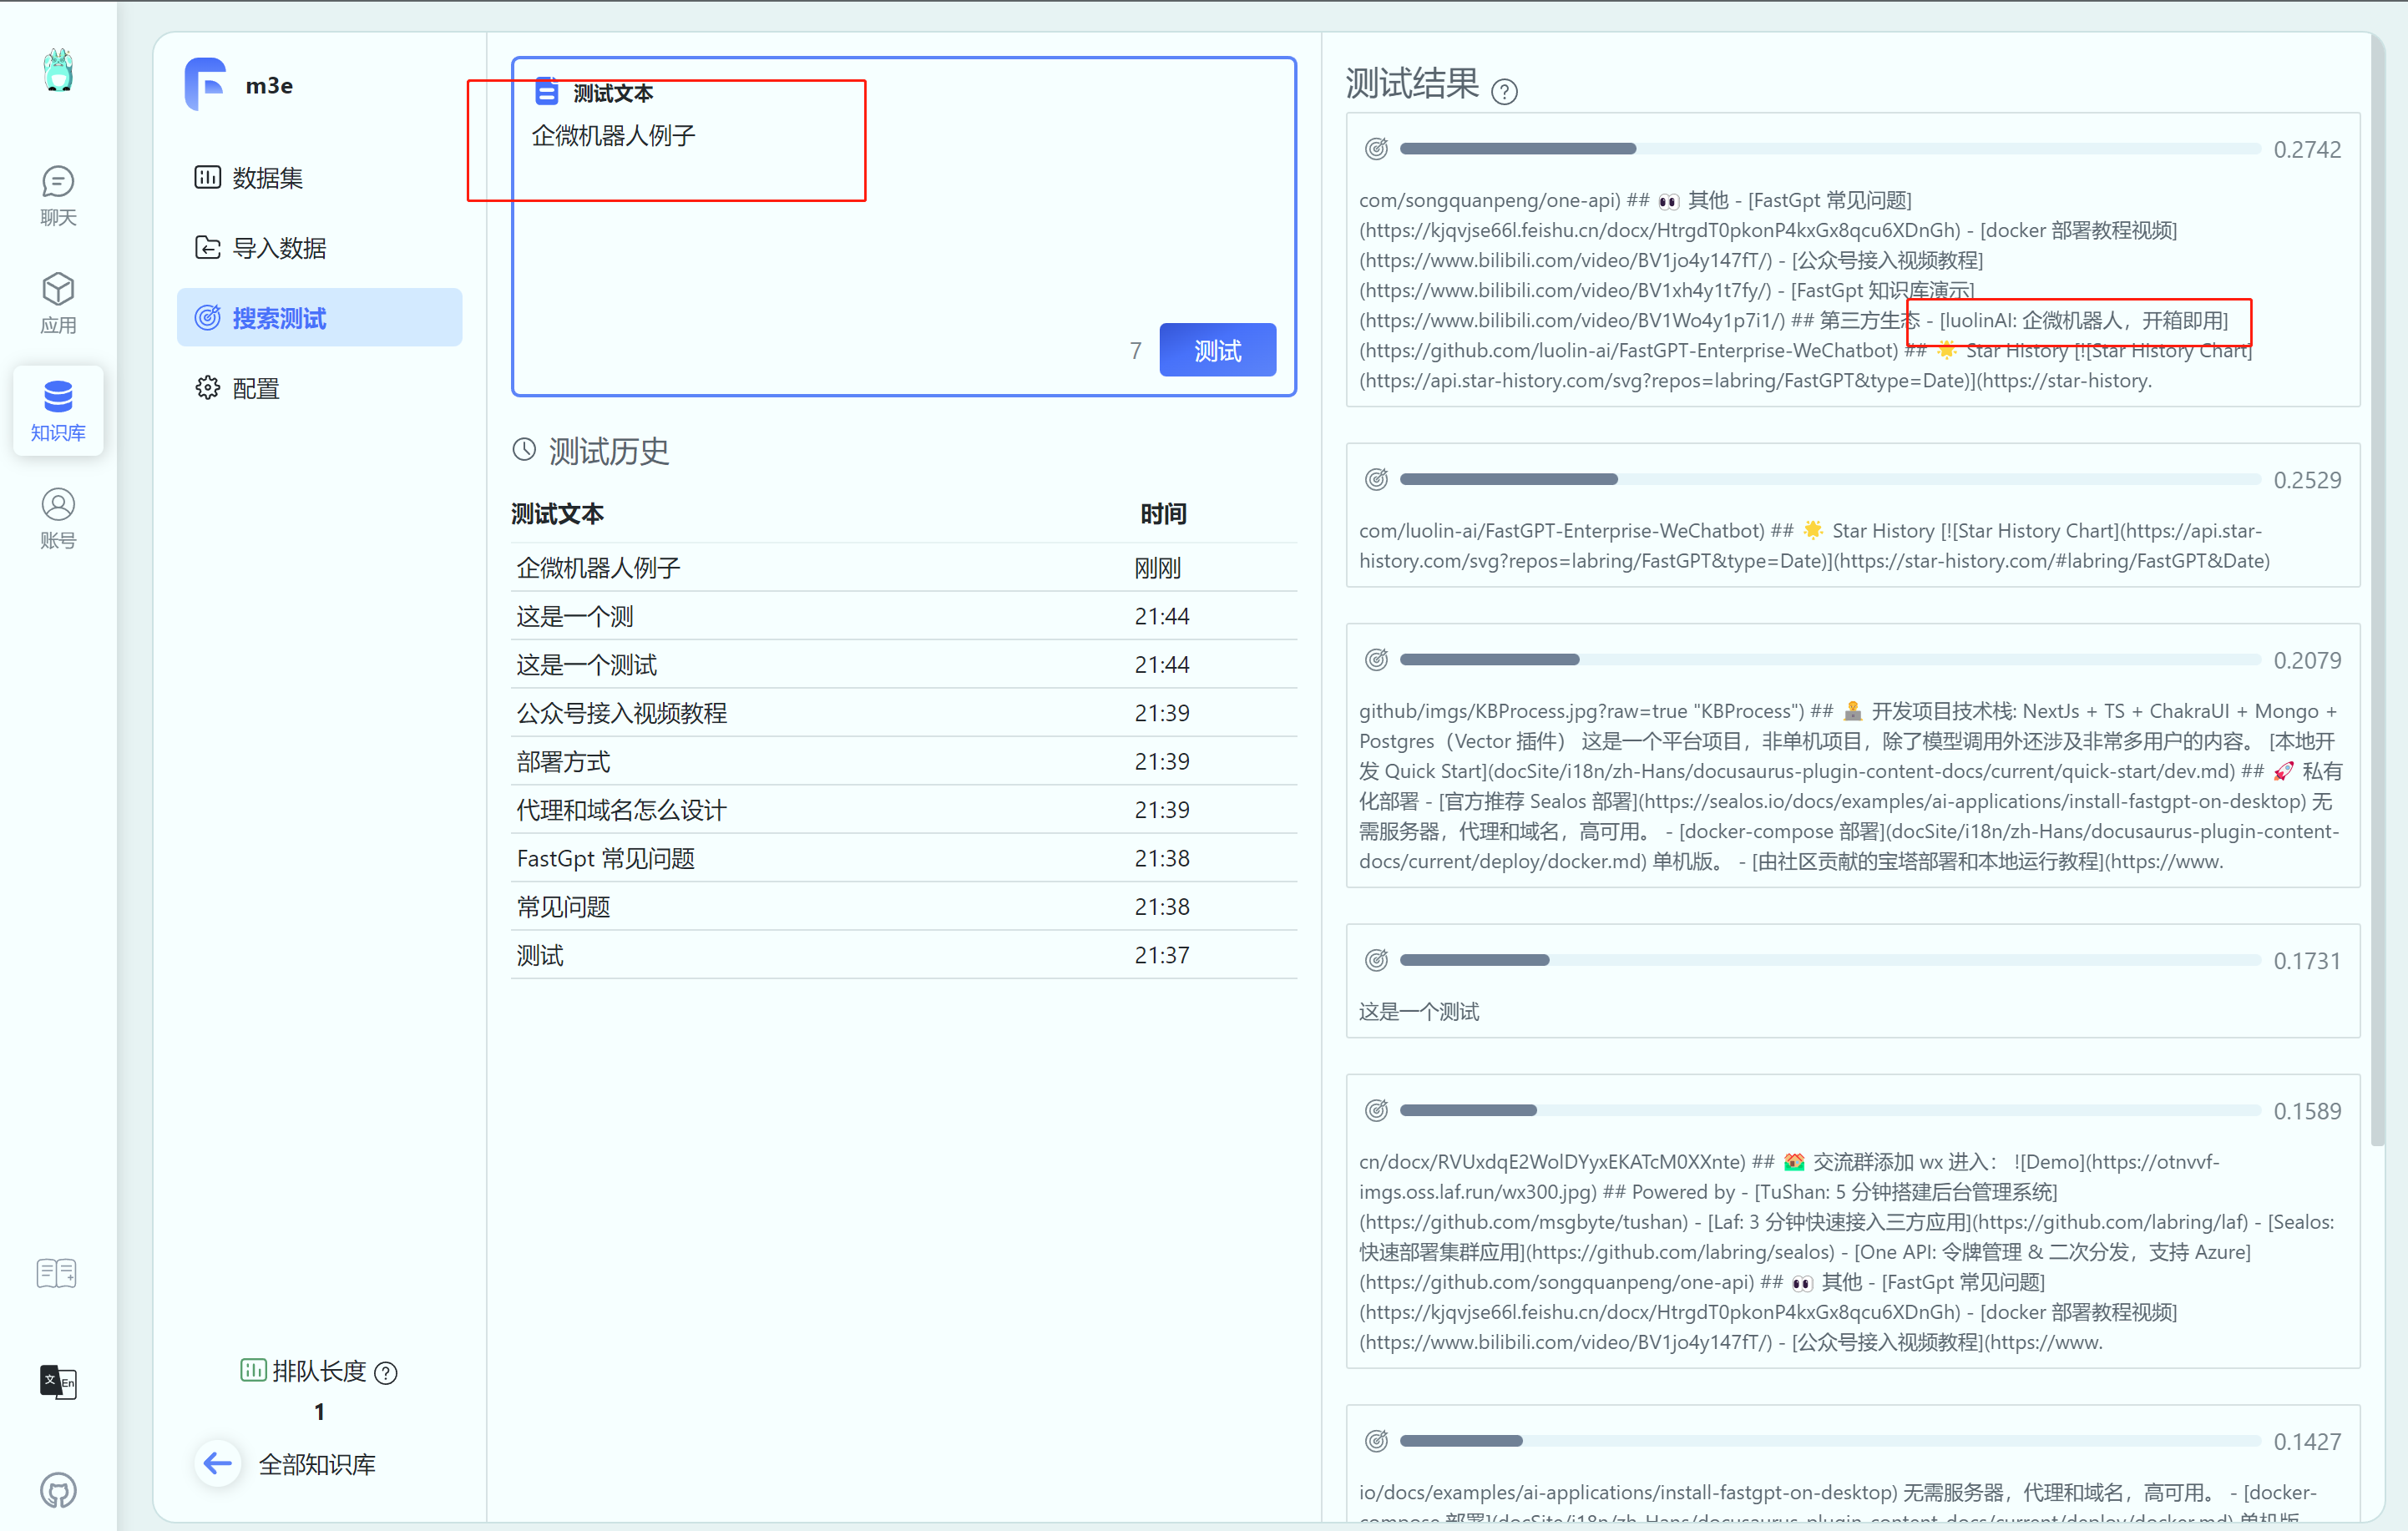 聊天
应用
知识库
账号
文 En
m3e
数据集
导入数据
搜索测试
配置
排队长度
1
全部知识库
测试文本
企微机器人例子
7
测试
测试历史
测试文本 时间
企微机器人例子 刚刚
这是一个测 21:44
这是一个测试 21:44
公众号接入视频教程 21:39
部署方式 21:39
代理和域名怎么设计 21:39
FastGpt 常见问题 21:38
常见问题 21:38
测试 21:37
测试结果
0.2742
com/songquanpeng/one-api) ## 👀 其他 - [FastGpt 常见问题]
(https://kjqvjse66l.feishu.cn/docx/HtrgdT0pkonP4kxGx8qcu6XDnGh) - [docker 部署教程视频]
(https://www.bilibili.com/video/BV1jo4y147fT/) - [公众号接入视频教程]
(https://www.bilibili.com/video/BV1xh4y1t7fy/) - [FastGpt 知识库演示]
(https://www.bilibili.com/video/BV1Wo4y1p7i1/) ## 第三方生态 - [luolinAI: 企微机器人，开箱即用]
(https://github.com/luolin-ai/FastGPT-Enterprise-WeChatbot) ## 🌟 Star History [![Star History Chart]
(https://api.star-history.com/svg?repos=labring/FastGPT&type=Date)](https://star-history.
0.2529
com/luolin-ai/FastGPT-Enterprise-WeChatbot) ## 🌟 Star History [![Star History Chart](https://api.star-
history.com/svg?repos=labring/FastGPT&type=Date)](https://star-history.com/#labring/FastGPT&Date)
0.2079
github/imgs/KBProcess.jpg?raw=true "KBProcess") ## 👨‍💻 开发项目技术栈: NextJs + TS + ChakraUI + Mongo +
Postgres（Vector 插件） 这是一个平台项目，非单机项目，除了模型调用外还涉及非常多用户的内容。 [本地开
发 Quick Start](docSite/i18n/zh-Hans/docusaurus-plugin-content-docs/current/quick-start/dev.md) ## 🚀 私有
化部署 - [官方推荐 Sealos 部署](https://sealos.io/docs/examples/ai-applications/install-fastgpt-on-desktop) 无
需服务器，代理和域名，高可用。 - [docker-compose 部署](docSite/i18n/zh-Hans/docusaurus-plugin-content-
docs/current/deploy/docker.md) 单机版。 - [由社区贡献的宝塔部署和本地运行教程](https://www.
0.1731
这是一个测试
0.1589
cn/docx/RVUxdqE2WolDYyxEKATcM0XXnte) ## 🏘️ 交流群添加 wx 进入： ![Demo](https://otnvvf-
imgs.oss.laf.run/wx300.jpg) ## Powered by - [TuShan: 5 分钟搭建后台管理系统]
(https://github.com/msgbyte/tushan) - [Laf: 3 分钟快速接入三方应用](https://github.com/labring/laf) - [Sealos:
快速部署集群应用](https://github.com/labring/sealos) - [One API: 令牌管理 & 二次分发，支持 Azure]
(https://github.com/songquanpeng/one-api) ## 👀 其他 - [FastGpt 常见问题]
(https://kjqvjse66l.feishu.cn/docx/HtrgdT0pkonP4kxGx8qcu6XDnGh) - [docker 部署教程视频]
(https://www.bilibili.com/video/BV1jo4y147fT/) - [公众号接入视频教程](https://www.
0.1427
io/docs/examples/ai-applications/install-fastgpt-on-desktop) 无需服务器，代理和域名，高可用。 - [docker-
compose 部署](docSite/i18n/zh-Hans/docusaurus-plugin-content-docs/current/deploy/docker.md) 单机版